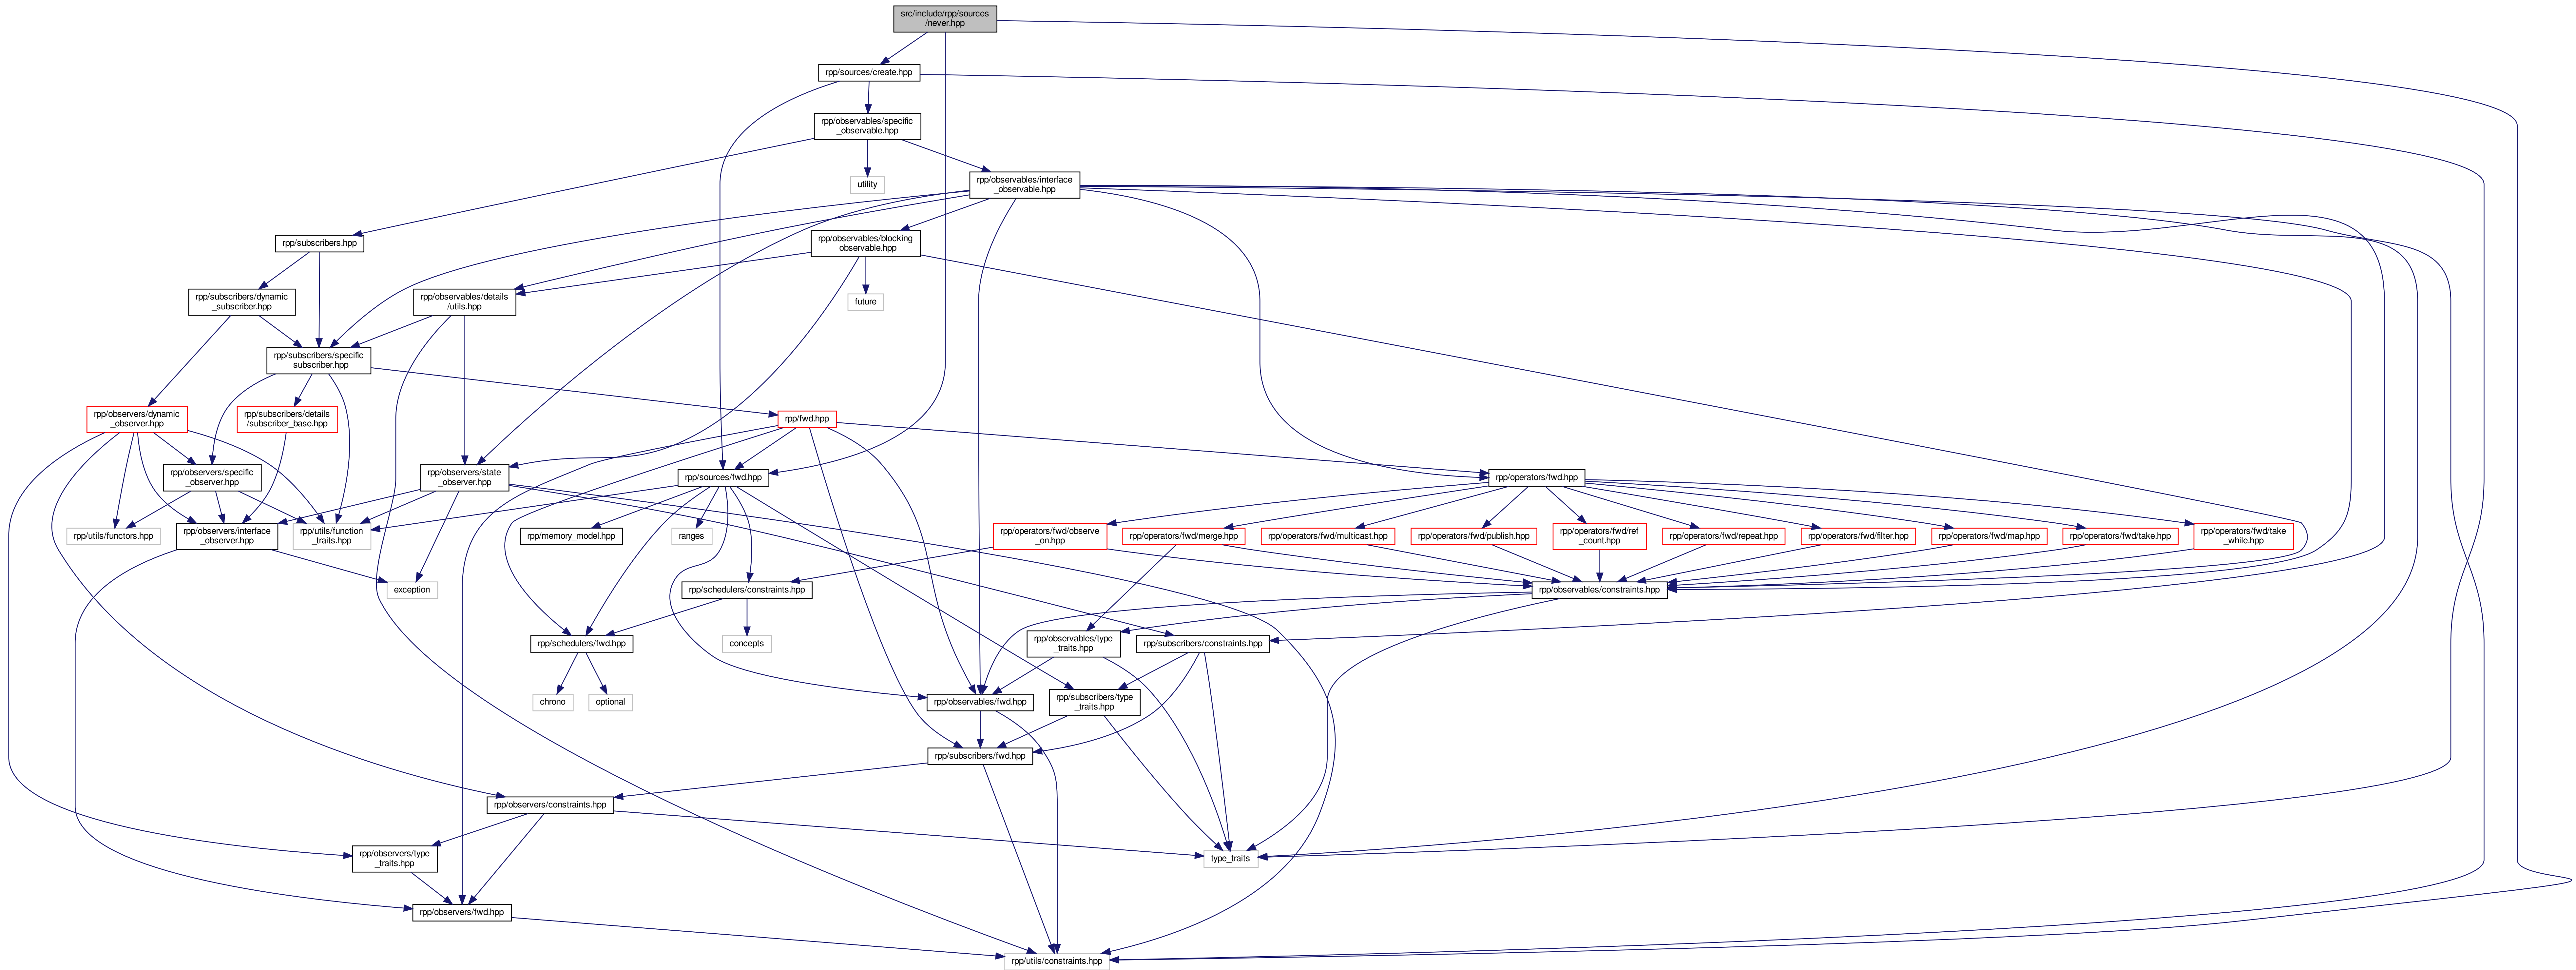 src/include/rpp/sources
/never.hpp
rpp/sources/create.hpp
rpp/observables/specific
_observable.hpp
utility
rpp/observables/interface
_observable.hpp
rpp/subscribers.hpp
rpp/observables/blocking
_observable.hpp
rpp/subscribers/dynamic
_subscriber.hpp
rpp/observables/details
/utils.hpp
future
rpp/subscribers/specific
_subscriber.hpp
rpp/observers/dynamic
_observer.hpp
rpp/subscribers/details
/subscriber_base.hpp
rpp/fwd.hpp
rpp/observers/specific
_observer.hpp
rpp/observers/state
_observer.hpp
rpp/sources/fwd.hpp
rpp/operators/fwd.hpp
rpp/utils/functors.hpp
rpp/observers/interface
_observer.hpp
rpp/utils/function
_traits.hpp
rpp/memory_model.hpp
ranges
rpp/operators/fwd/observe
_on.hpp
rpp/operators/fwd/merge.hpp
rpp/operators/fwd/multicast.hpp
rpp/operators/fwd/publish.hpp
rpp/operators/fwd/ref
_count.hpp
rpp/operators/fwd/repeat.hpp
rpp/operators/fwd/filter.hpp
rpp/operators/fwd/map.hpp
rpp/operators/fwd/take.hpp
rpp/operators/fwd/take
_while.hpp
exception
rpp/schedulers/constraints.hpp
rpp/observables/constraints.hpp
rpp/schedulers/fwd.hpp
concepts
rpp/observables/type
_traits.hpp
rpp/subscribers/constraints.hpp
chrono
optional
rpp/observables/fwd.hpp
rpp/subscribers/type
_traits.hpp
rpp/subscribers/fwd.hpp
rpp/observers/constraints.hpp
rpp/observers/type
_traits.hpp
type_traits
rpp/observers/fwd.hpp
rpp/utils/constraints.hpp